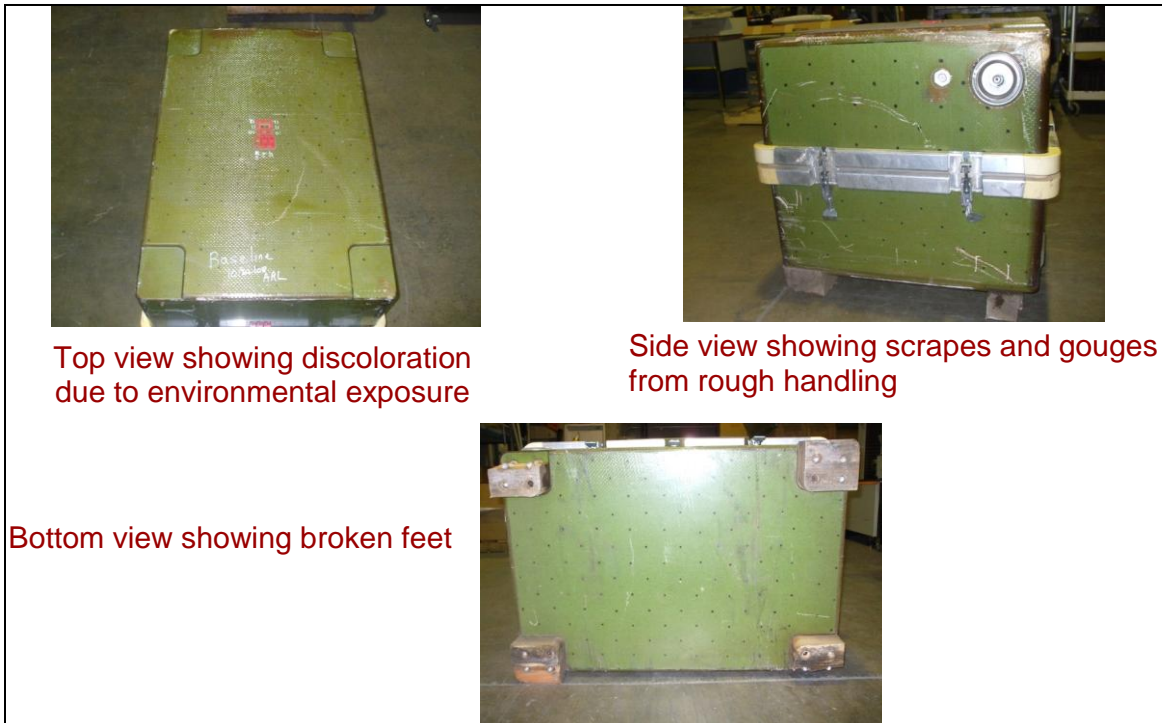 Baseline
ARL
Top view showing discoloration
due to environmental exposure
Side view showing scrapes and gouges
from rough handling
Bottom view showing broken feet